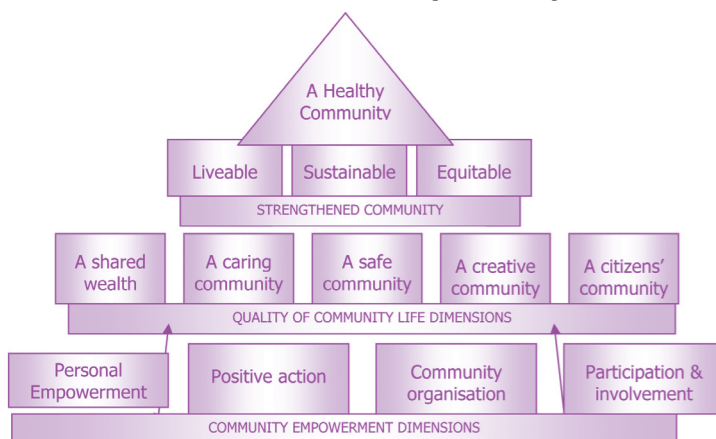 A Healthy
Community
Liveable
Sustainable
Equitable
STRENGTHENED COMMUNITY
A shared
wealth
A caring
community
A safe
community
A creative
community
A citizens’
community
QUALITY OF COMMUNITY LIFE DIMENSIONS
Personal
Empowerment
Positive action
Community
organisation
Participation &
involvement
COMMUNITY EMPOWERMENT DIMENSIONS